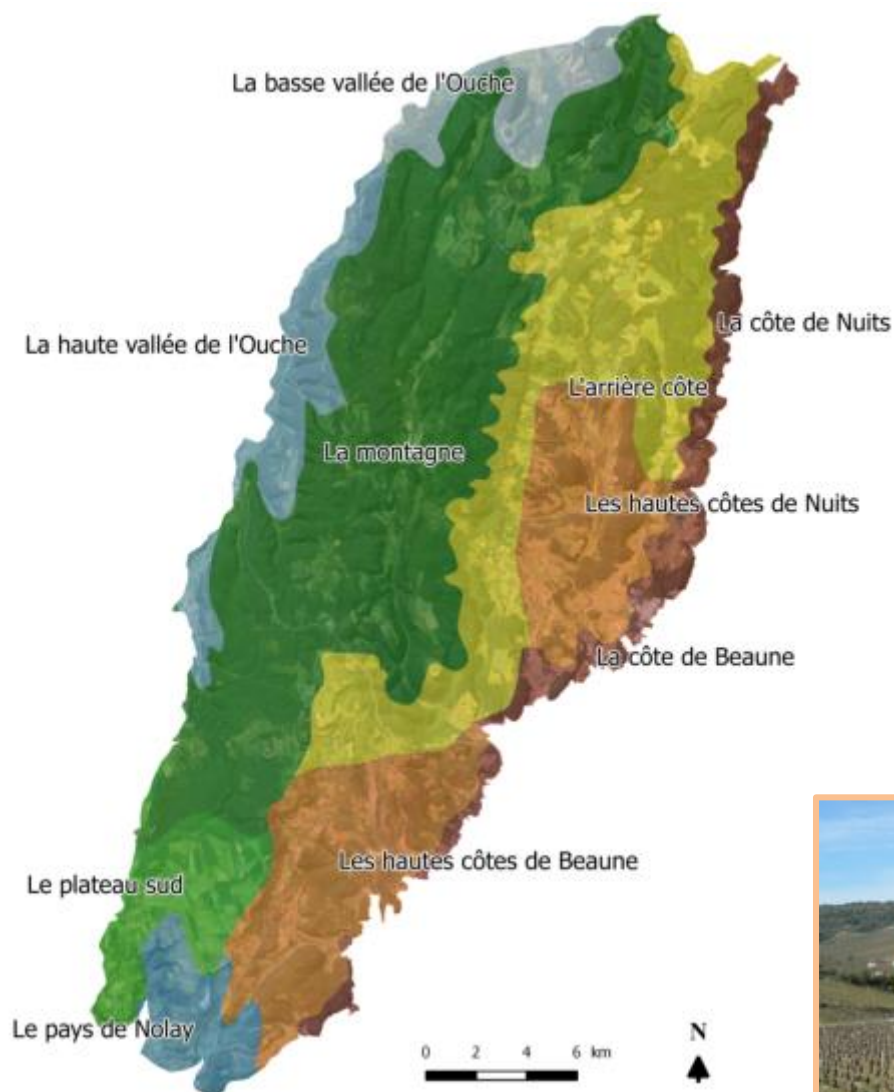 La basse vallée de l'Ouche
La côte de Nuits
La haute vallée de l'Ouche
L'arrière côte
La montagne
Les hautes côtes de Nuits
La côte de Beaune
Les hautes côtes de Beaune
Le plateau sud
Le pays de Nolay
N
0 2 4 6 km